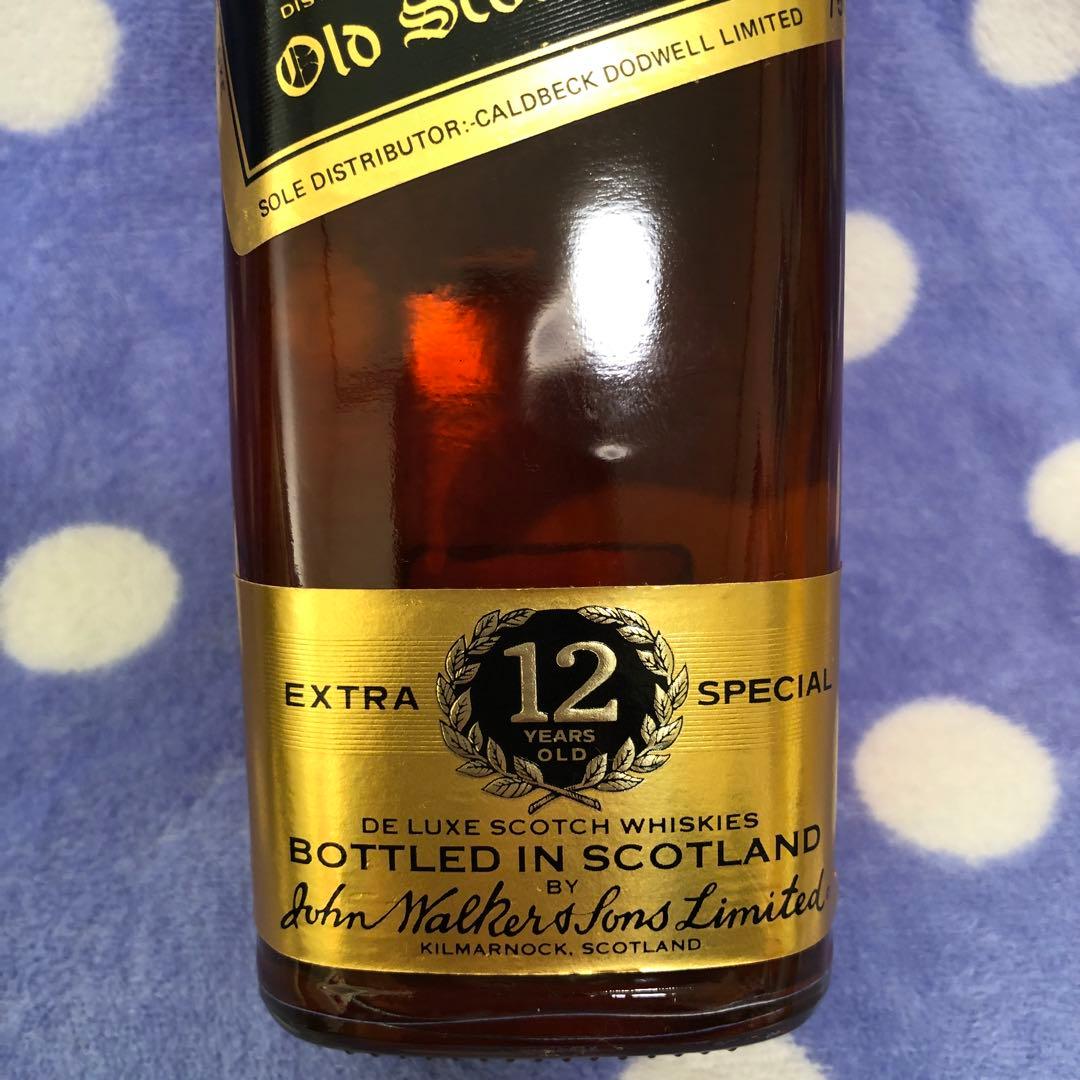 Old
SOLE DISTRIBUTOR:-CALDBECK DODWELL LIMITED
EXTRA 12 SPECIAL
YEARS
OLD
DE LUXE SCOTCH WHISKIES
BOTTLED IN SCOTLAND
BY
John Walker & Sons Limited
KILMARNOCK, SCOTLAND